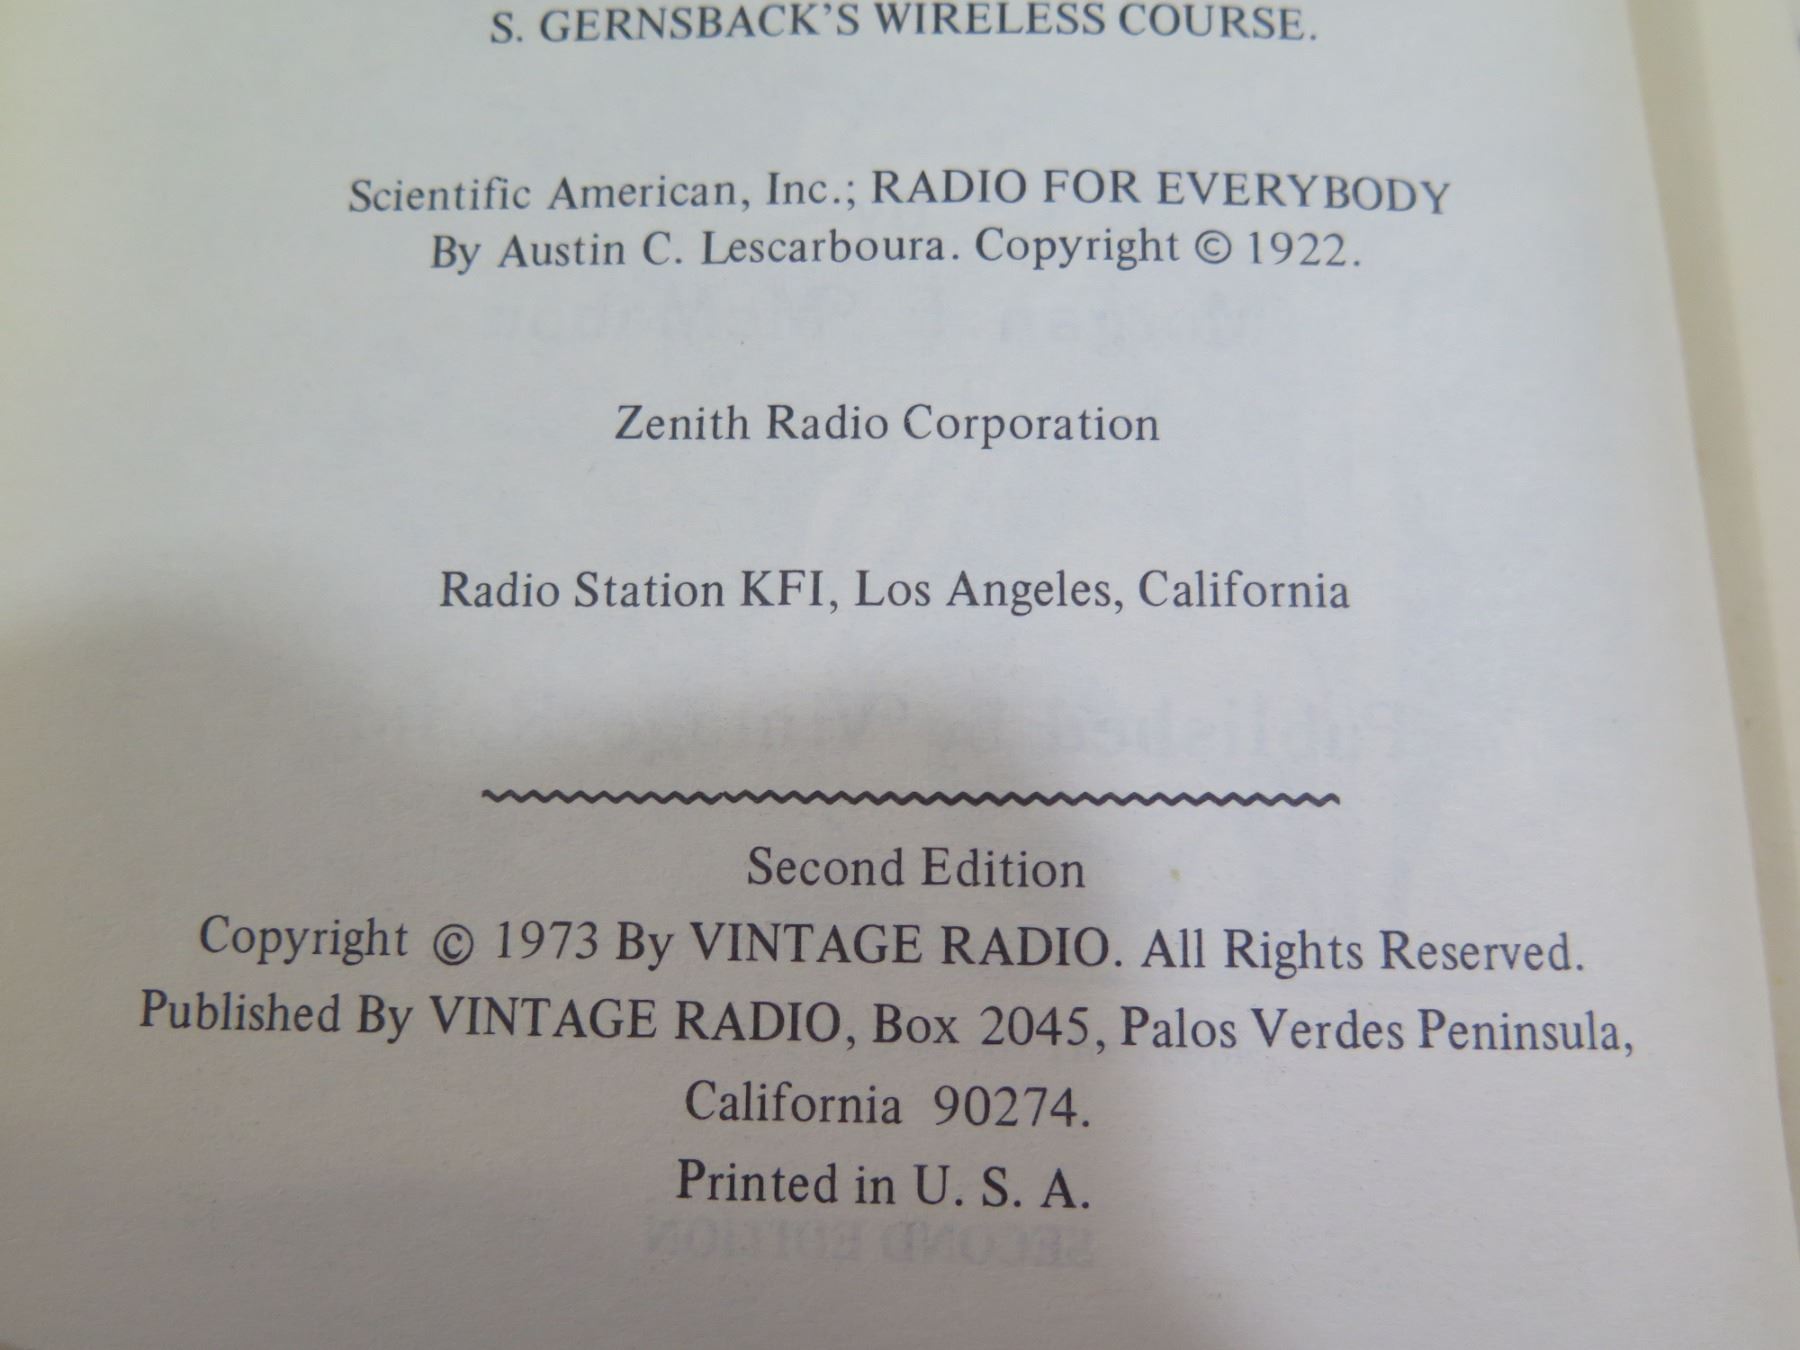 S. GERNSBACK'S WIRELESS COURSE.
Scientific American, Inc.; RADIO FOR EVERYBODY
By Austin C. Lescarboura. Copyright © 1922.
Zenith Radio Corporation
Radio Station KFI, Los Angeles, California
Second Edition
Copyright © 1973 By VINTAGE RADIO. All Rights Reserved.
Published By VINTAGE RADIO, Box 2045, Palos Verdes Peninsula,
California 90274.
Printed in U. S. A.
SECOND EDITION